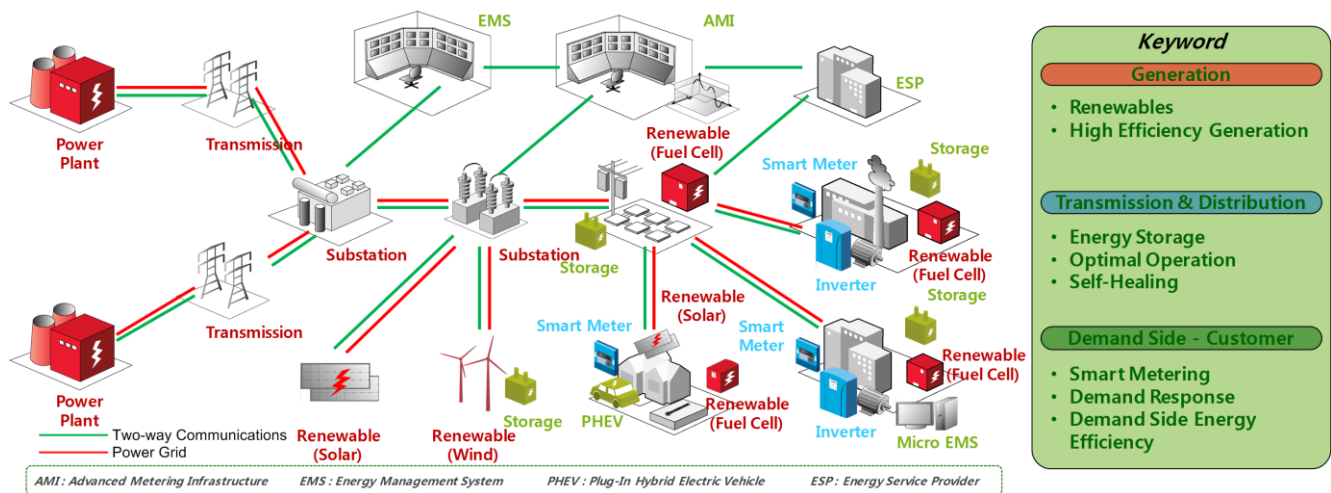 EMS
AMI
ESP
Power
Plant
Transmission
Renewable
(Fuel Cell)
Smart Meter
Storage
Substation
Substation
Storage
Inverter
Renewable
(Fuel Cell)
Storage
Transmission
Renewable
(Solar)
Smart Meter
Smart
Meter
Renewable
(Fuel Cell)
Power
Plant
Storage
PHEV
Renewable
(Fuel Cell)
Inverter
Micro EMS
Two-way Communications
Power Grid
Renewable
(Solar)
Renewable
(Wind)
AMI : Advanced Metering Infrastructure
EMS : Energy Management System
PHEV : Plug-In Hybrid Electric Vehicle
ESP : Energy Service Provider
Keyword
Generation
• Renewables
• High Efficiency Generation
Transmission & Distribution
• Energy Storage
• Optimal Operation
• Self-Healing
Demand Side - Customer
• Smart Metering
• Demand Response
• Demand Side Energy
Efficiency